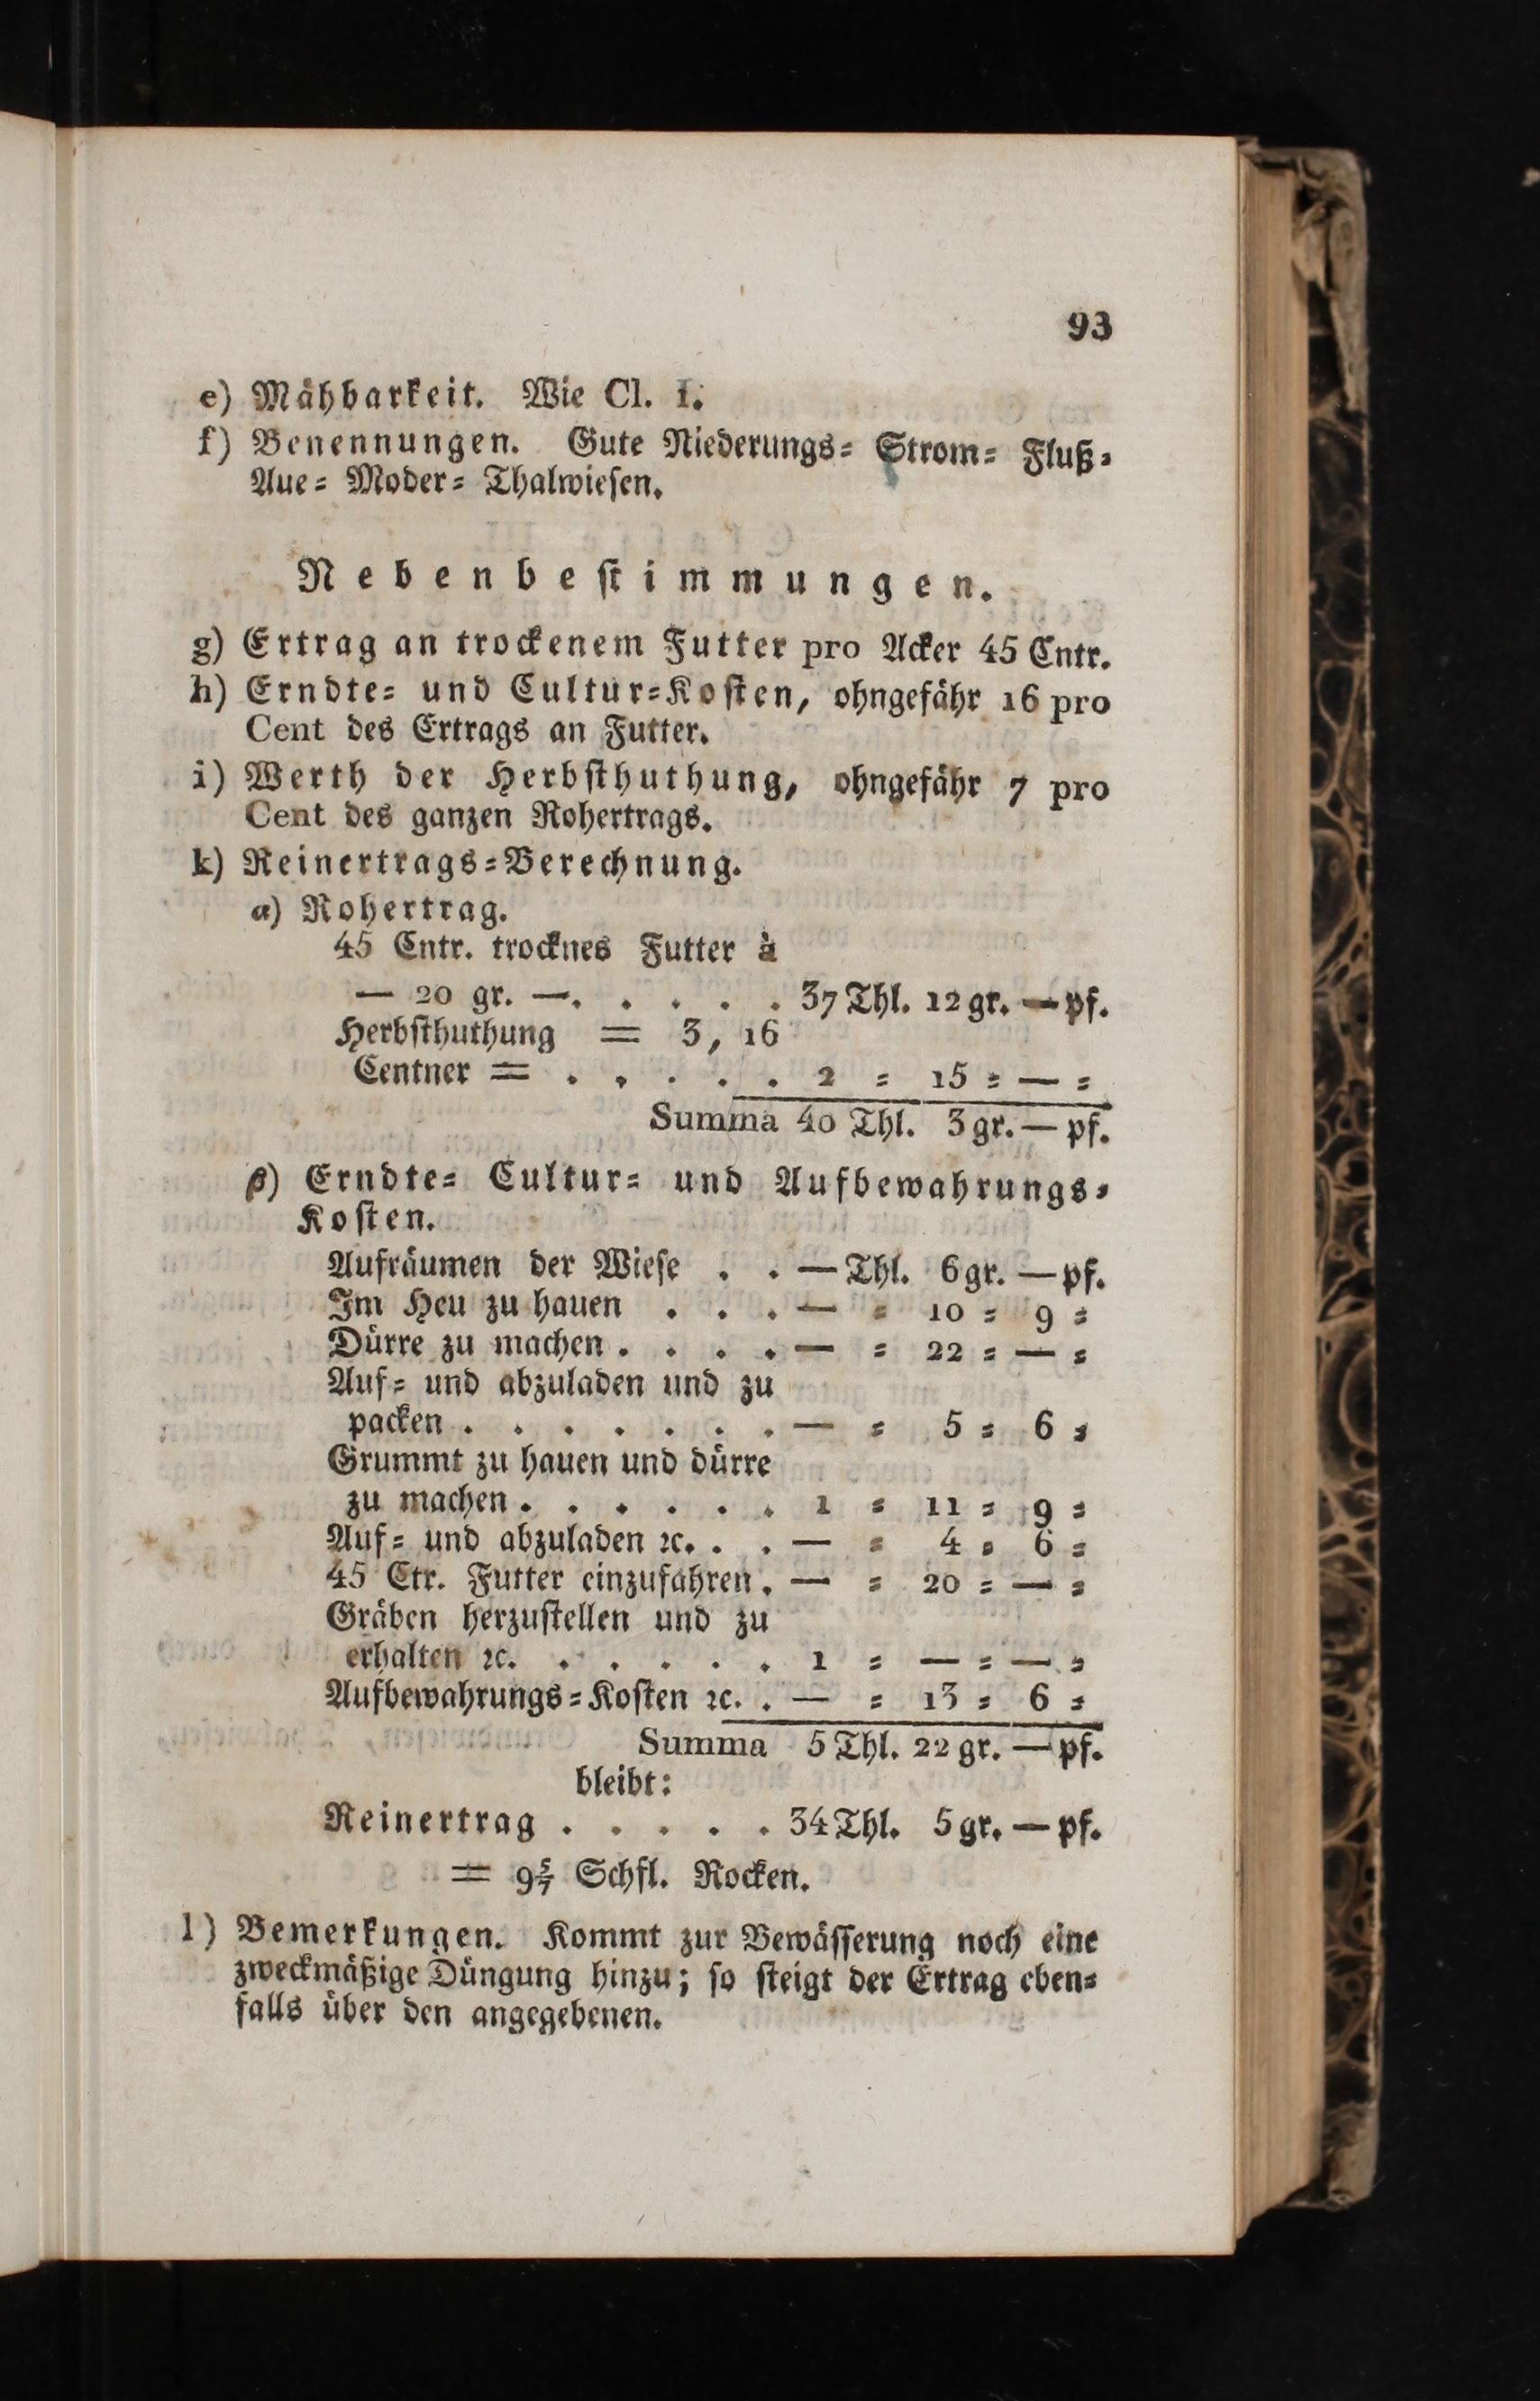 93
e) Mähbarkeit. Wie Cl. I.
f) Benennungen. Gute Niederungs= Strom= Fluß=
Aue= Moder= Thalwiesen.
Nebenbestimmungen.
g) Ertrag an trockenem Futter pro Acker 45 Cntr.
h) Erndte= und Cultur=Kosten, ohngefähr 16 pro
Cent des Ertrags an Futter.
i) Werth der Herbsthuthung, ohngefähr 7 pro
Cent des ganzen Rohertrags.
k) Reinertrags=Berechnung.
α) Rohertrag.
45 Cntr. trocknes Futter à
— 20 gr. —. . . . . 37 Thl. 12 gr. — pf.
Herbsthuthung = 3, 16
Centner = . . . . . 2 = 15 = — =
Summa 40 Thl. 3 gr. — pf.
β) Erndte= Cultur= und Aufbewahrungs=
Kosten.
Aufräumen der Wiese . . — Thl. 6 gr. — pf.
Im Heu zu hauen . . . — = 10 = 9 =
Dürre zu machen . . . . — = 22 = — =
Auf= und abzuladen und zu
packen . . . . . . . — = 5 = 6 =
Grummt zu hauen und dürre
zu machen . . . . . . 1 = 11 = 9 =
Auf= und abzuladen ꝛc. . . — = 4 = 6 =
45 Ctr. Futter einzufahren . — = 20 = — =
Gräben herzustellen und zu
erhalten ꝛc. . . . . . 1 = — = — =
Aufbewahrungs=Kosten ꝛc. . — = 13 = 6 =
Summa 5 Thl. 22 gr. — pf.
bleibt:
Reinertrag . . . . . 34 Thl. 5 gr. — pf.
= 9 5/7 Schfl. Rocken.
l) Bemerkungen. Kommt zur Bewässerung noch eine
zweckmäßige Düngung hinzu; so steigt der Ertrag eben=
falls über den angegebenen.